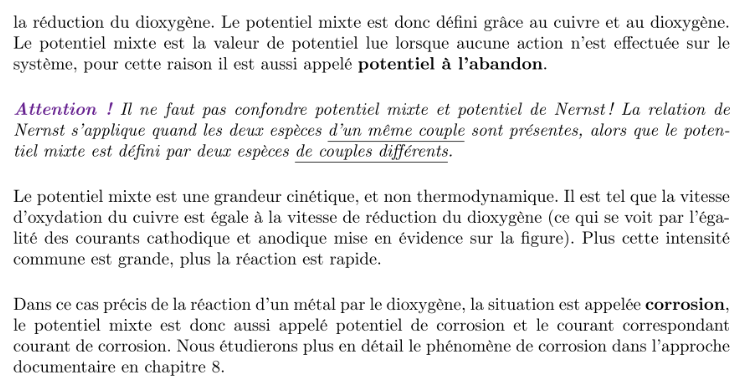 la réduction du dioxygène. Le potentiel mixte est donc défini grâce au cuivre et au dioxygène.
Le potentiel mixte est la valeur de potentiel lue lorsque aucune action n'est effectuée sur le
système, pour cette raison il est aussi appelé potentiel à l'abandon.
Attention ! Il ne faut pas confondre potentiel mixte et potentiel de Nernst ! La relation de
Nernst s'applique quand les deux espèces d'un même couple sont présentes, alors que le poten-
tiel mixte est défini par deux espèces de couples différents.
Le potentiel mixte est une grandeur cinétique, et non thermodynamique. Il est tel que la vitesse
d'oxydation du cuivre est égale à la vitesse de réduction du dioxygène (ce qui se voit par l'éga-
lité des courants cathodique et anodique mise en évidence sur la figure). Plus cette intensité
commune est grande, plus la réaction est rapide.
Dans ce cas précis de la réaction d'un métal par le dioxygène, la situation est appelée corrosion,
le potentiel mixte est donc aussi appelé potentiel de corrosion et le courant correspondant
courant de corrosion. Nous étudierons plus en détail le phénomène de corrosion dans l'approche
documentaire en chapitre 8.